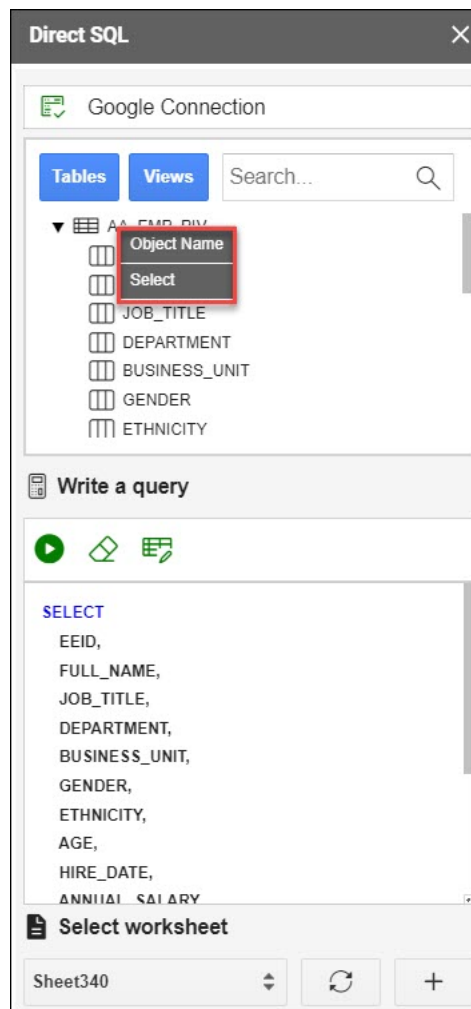 Direct SQL
Google Connection
Tables Views Search...
Object Name
Select
JOB_TITLE
DEPARTMENT
BUSINESS_UNIT
GENDER
ETHNICITY
Write a query
SELECT
EEID,
FULL_NAME,
JOB_TITLE,
DEPARTMENT,
BUSINESS_UNIT,
GENDER,
ETHNICITY,
AGE,
HIRE_DATE,
ANNUAL_SALARY
Select worksheet
Sheet340